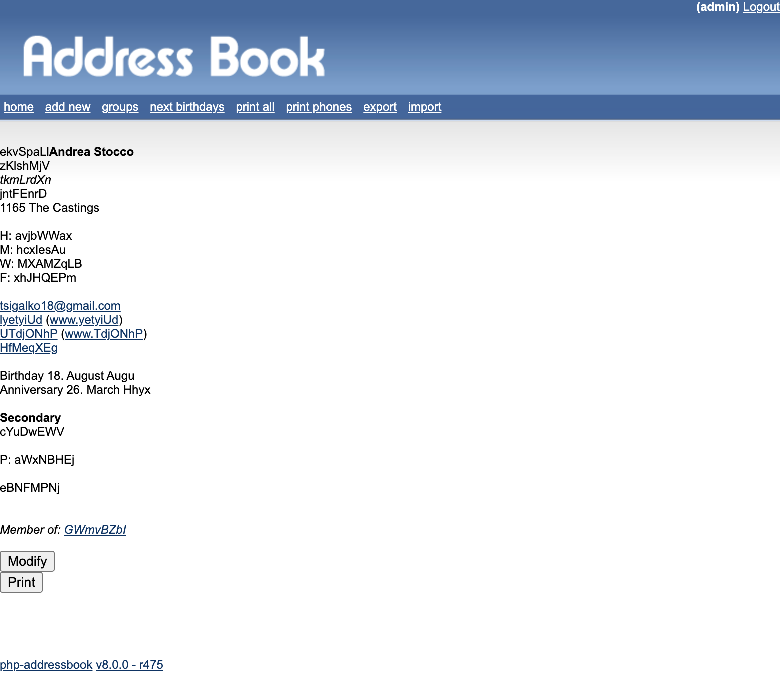 (admin) Logout
Address Book
home add new groups next birthdays print all print phones export import
ekvSpaLIAndrea Stocco
zKlshMjV
tkmLrdXn
jntFEnrD
1165 The Castings
H: avjbWWax
M: hcxlesAu
W: MXAMZqLB
F: xhJHQEPm
tsigalko18@gmail.com
lyetyiUd (www.yetyiUd)
UTdjONhP (www.TdjONhP)
HfMeqXEg
Birthday 18. August Augu
Anniversary 26. March Hhyx
Secondary
cYuDwEWV
P: aWxNBHEj
eBNFMPNj
Member of: GWmvBZbI
Modify
Print
php-addressbook v8.0.0 - r475